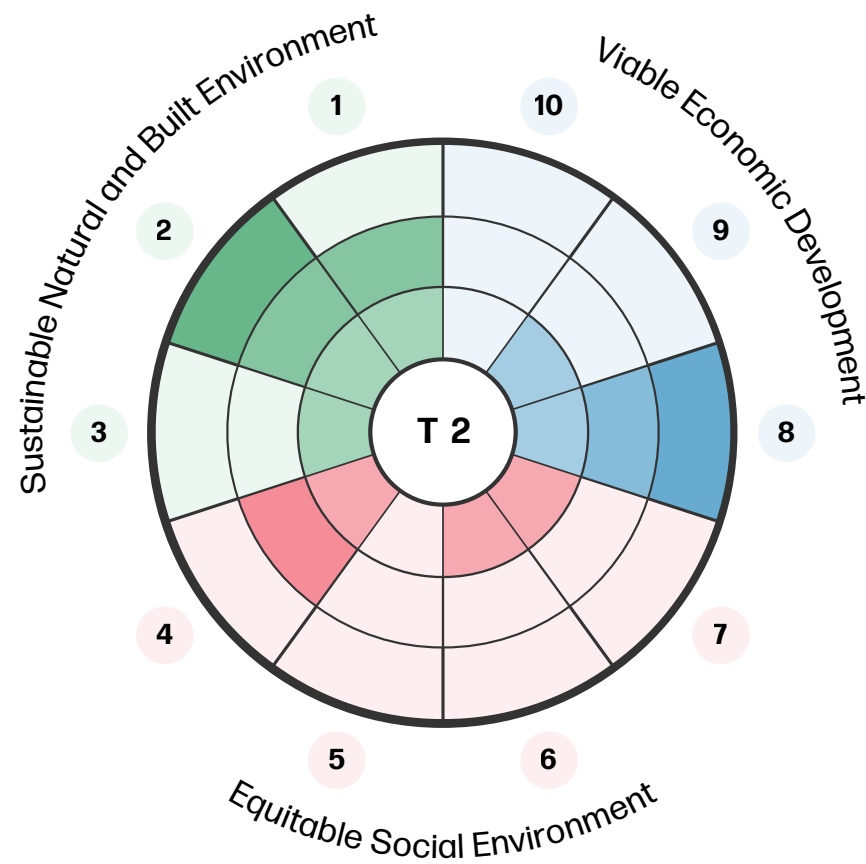 Sustainable Natural and Built Environment
Viable Economic Development
1
10
2
9
T 2
3
8
4
7
5
6
Equitable Social Environment